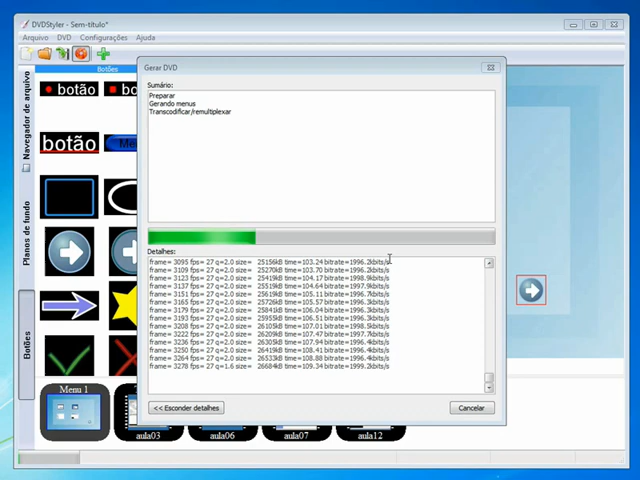 DVDStyler - Sem-título*
Arquivo DVD Configurações Ajuda
Botões
Navegador de arquivo
Planos de fundo
Botões
botão
bo
botão
Me
Gerar DVD
Sumário:
Preparar
Gerando menus
Transcodificar/remultiplexar
Detalhes:
frame= 3095 fps= 27 q=2.0 size= 25156kB time=103.24 bitrate=1996.2kbits/s
frame= 3109 fps= 27 q=2.0 size= 25270kB time=103.70 bitrate=1996.2kbits/s
frame= 3123 fps= 27 q=2.0 size= 25419kB time=104.17 bitrate=1998.9kbits/s
frame= 3137 fps= 27 q=2.0 size= 25519kB time=104.64 bitrate=1997.9kbits/s
frame= 3151 fps= 27 q=2.0 size= 25619kB time=105.11 bitrate=1996.7kbits/s
frame= 3165 fps= 27 q=2.0 size= 25726kB time=105.57 bitrate=1996.3kbits/s
frame= 3179 fps= 27 q=2.0 size= 25841kB time=106.04 bitrate=1996.3kbits/s
frame= 3193 fps= 27 q=2.0 size= 25955kB time=106.51 bitrate=1996.3kbits/s
frame= 3208 fps= 27 q=2.0 size= 26105kB time=107.01 bitrate=1998.5kbits/s
frame= 3222 fps= 27 q=2.0 size= 26209kB time=107.47 bitrate=1997.7kbits/s
frame= 3236 fps= 27 q=2.0 size= 26305kB time=107.94 bitrate=1996.4kbits/s
frame= 3250 fps= 27 q=2.0 size= 26419kB time=108.41 bitrate=1996.4kbits/s
frame= 3264 fps= 27 q=2.0 size= 26533kB time=108.88 bitrate=1996.4kbits/s
frame= 3278 fps= 27 q=1.6 size= 26684kB time=109.34 bitrate=1999.2kbits/s
<< Esconder detalhes
Cancelar
Menu 1
aula03
aula06
aula07
aula12